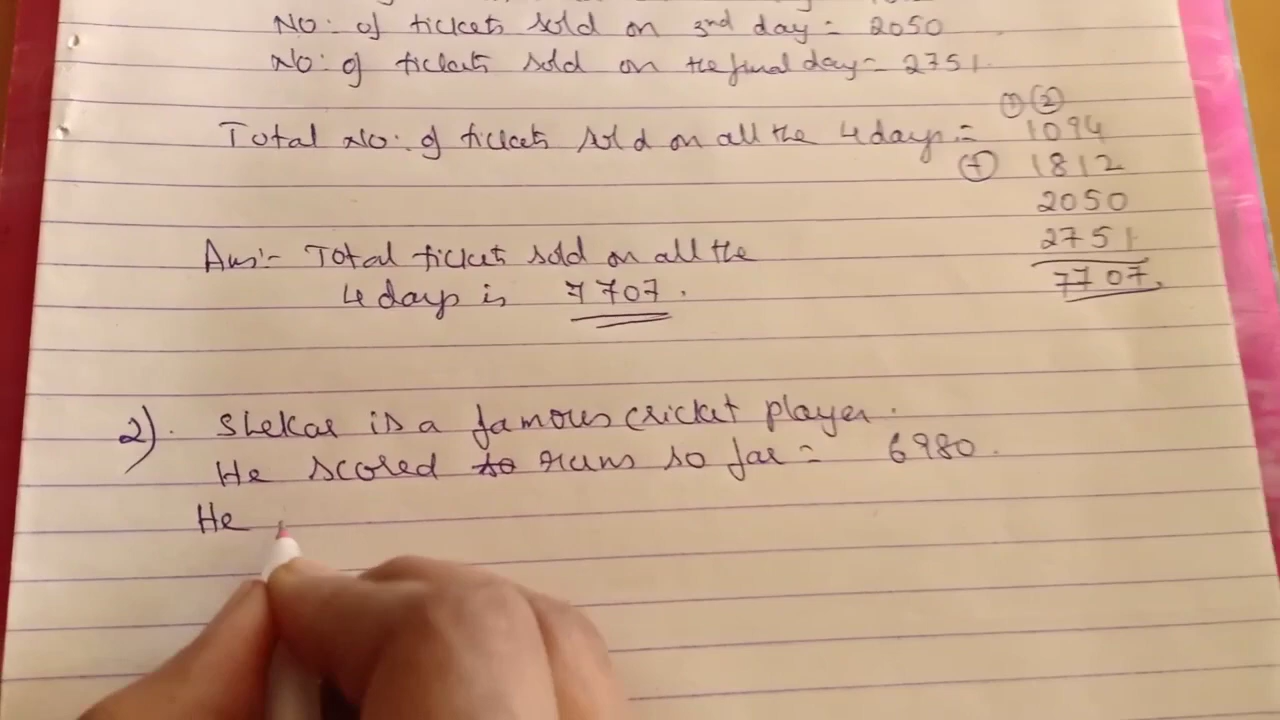 No: of tickets sold on 3rd day = 2050
No: of tickets sold on the final day = 2751.
① ②
Total No: of tickets sold on all the 4 days = 1094
(+) 1812
2050
2751
7707.
Ans:- Total tickets sold on all the
4 days is 7707.
2). Shekar is a famous cricket player.
He scored to runs so far = 6980.
He